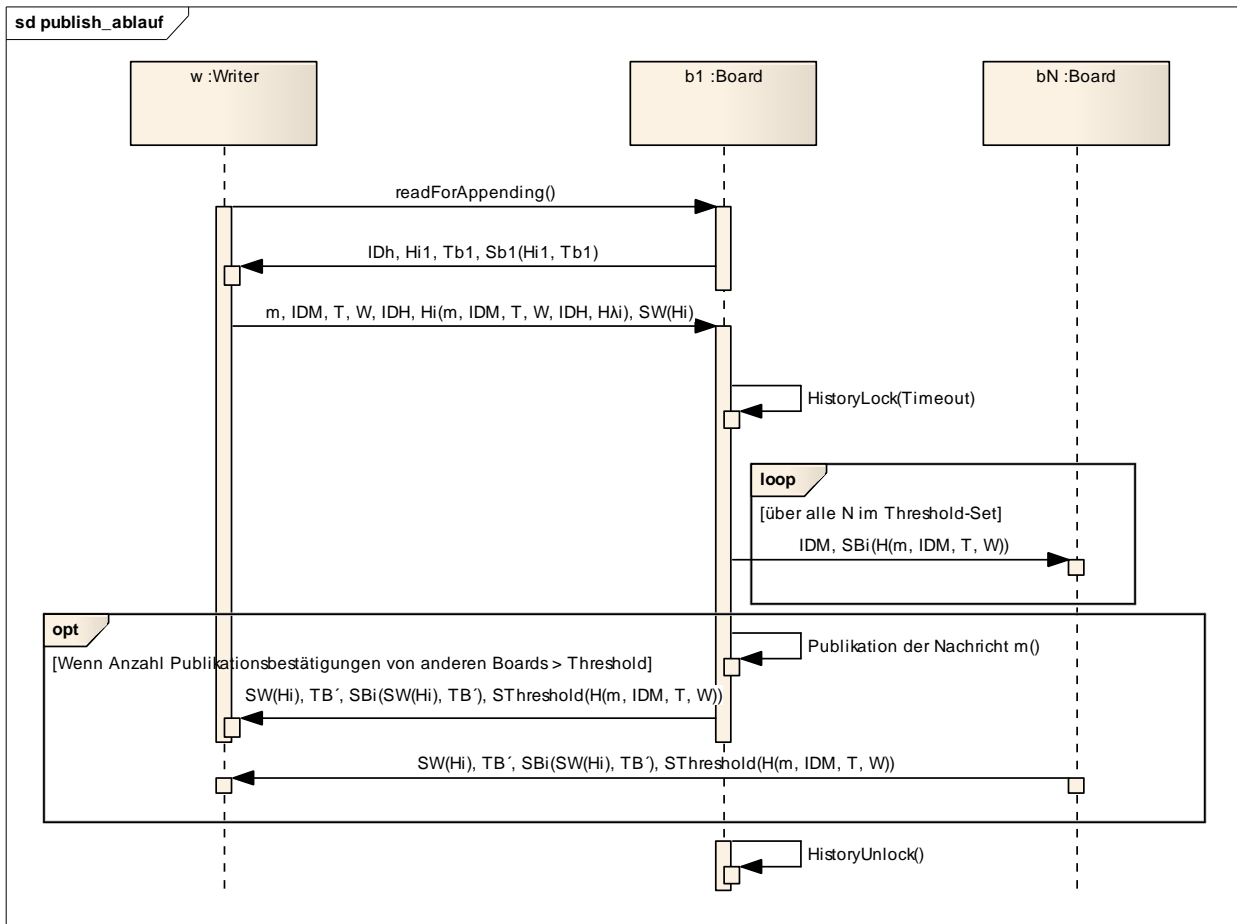 sd publish_ablauf
w :Writer
b1 :Board
bN :Board
readForAppending()
IDh, Hi1, Tb1, Sb1(Hi1, Tb1)
m, IDM, T, W, IDH, Hi(m, IDM, T, W, IDH, Hλi), SW(Hi)
HistoryLock(Timeout)
loop
[über alle N im Threshold-Set]
IDM, SBi(H(m, IDM, T, W))
opt
Publikation der Nachricht m()
[Wenn Anzahl Publikationsbestätigungen von anderen Boards > Threshold]
SW(Hi), TB´, SBi(SW(Hi), TB´), SThreshold(H(m, IDM, T, W))
SW(Hi), TB´, SBi(SW(Hi), TB´), SThreshold(H(m, IDM, T, W))
HistoryUnlock()